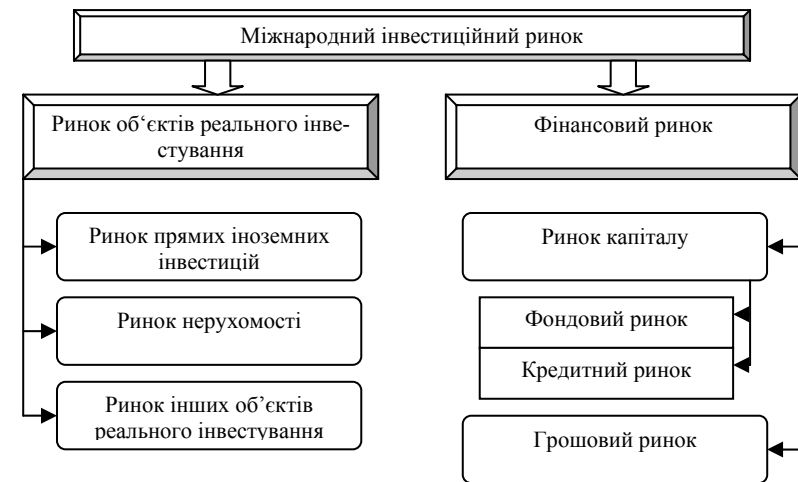 Міжнародний інвестиційний ринок
Ринок об‘єктів реального інве-
стування
Фінансовий ринок
Ринок прямих іноземних
інвестицій
Ринок нерухомості
Ринок інших об’єктів
реального інвестування
Ринок капіталу
Фондовий ринок
Кредитний ринок
Грошовий ринок